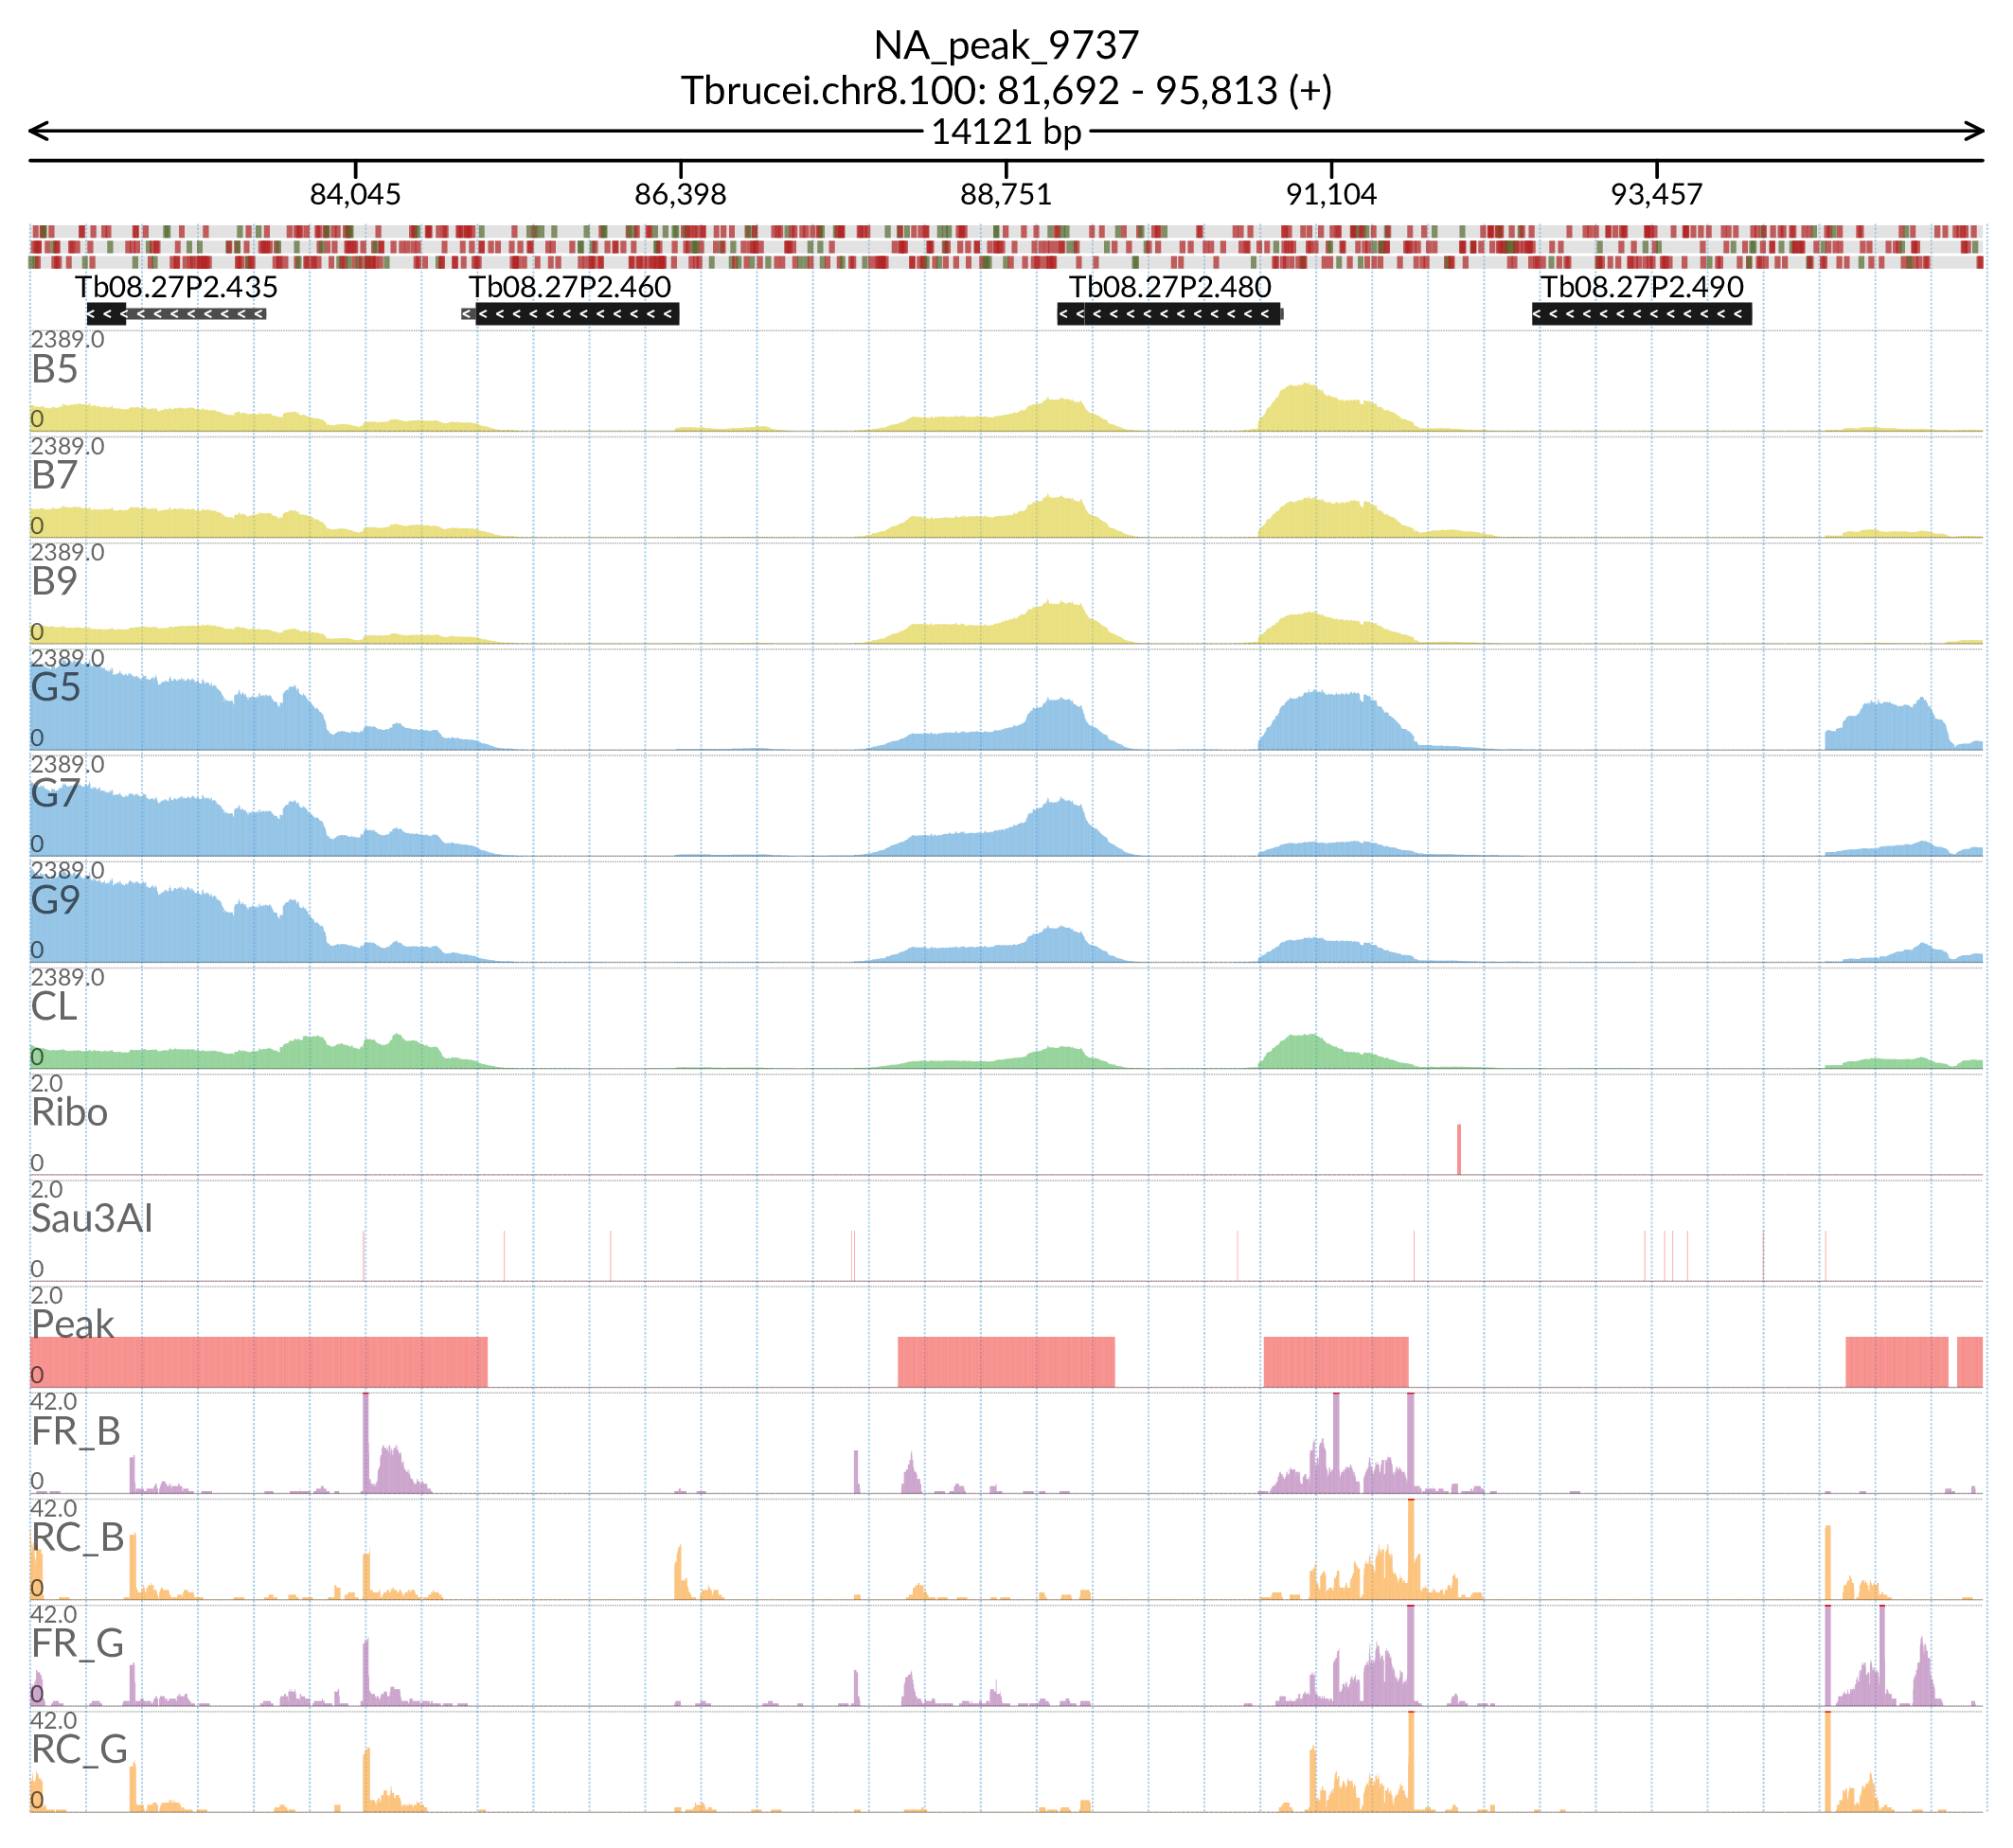 NA_peak_9737
Tbrucei.chr8.100: 81,692 - 95,813 (+)
14121 bp
84,045 86,398 88,751 91,104 93,457
Tb08.27P2.435 Tb08.27P2.460 Tb08.27P2.480 Tb08.27P2.490
2389.0
B5
0
2389.0
B7
0
2389.0
B9
0
2389.0
G5
0
2389.0
G7
0
2389.0
G9
0
2389.0
CL
0
2.0
Ribo
0
2.0
Sau3AI
0
2.0
Peak
0
42.0
FR_B
0
42.0
RC_B
0
42.0
FR_G
0
42.0
RC_G
0